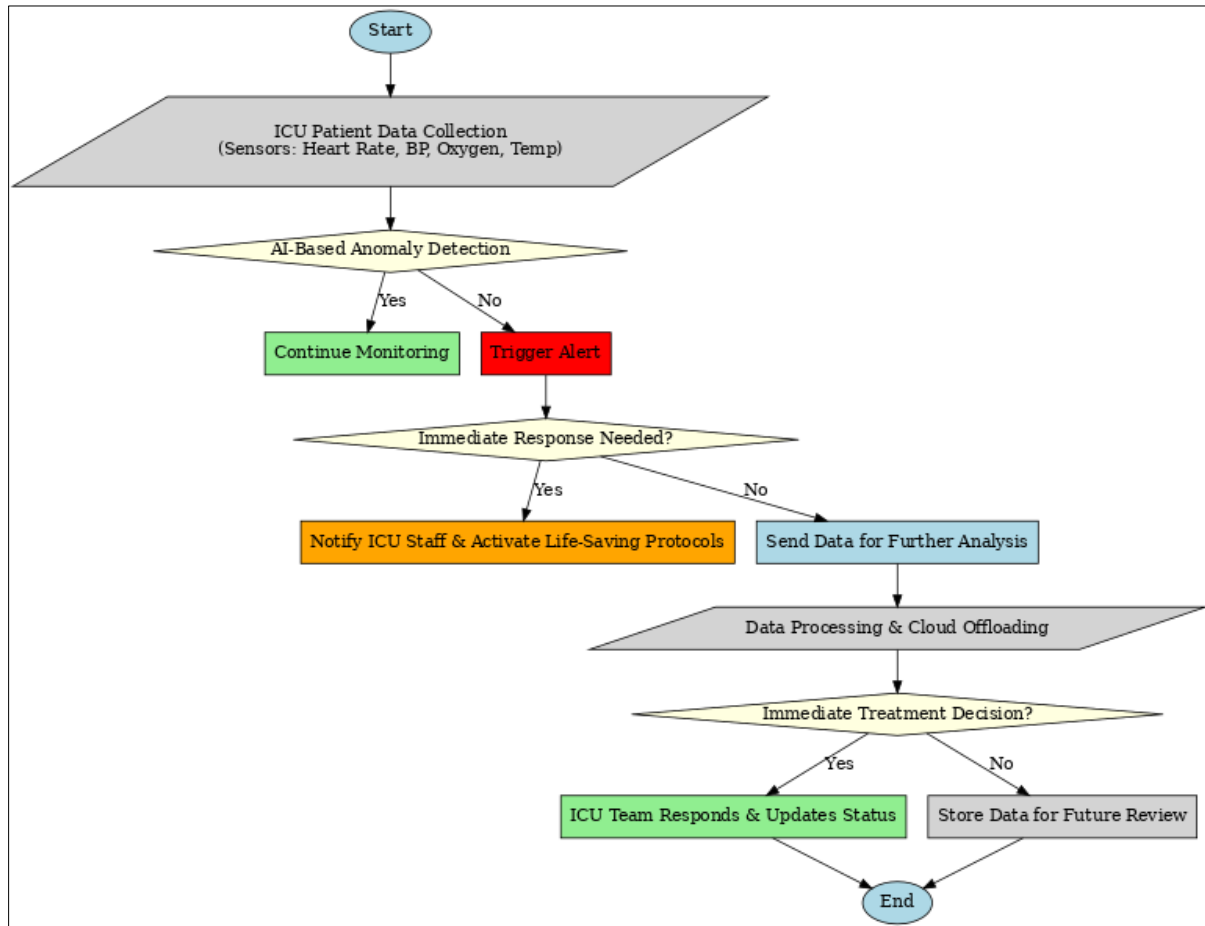 Start
ICU Patient Data Collection
(Sensors: Heart Rate, BP, Oxygen, Temp)
AI-Based Anomaly Detection
Yes
No
Continue Monitoring
Trigger Alert
Immediate Response Needed?
Yes
No
Notify ICU Staff & Activate Life-Saving Protocols
Send Data for Further Analysis
Data Processing & Cloud Offloading
Immediate Treatment Decision?
Yes
No
ICU Team Responds & Updates Status
Store Data for Future Review
End